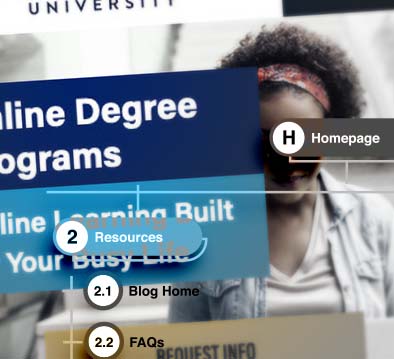 UNIVERSITY
nline Degree
ograms
H Homepage
line Learning Built
2 Resources
Your Busy Life
2.1 Blog Home
2.2 FAQs
REQUEST INFO